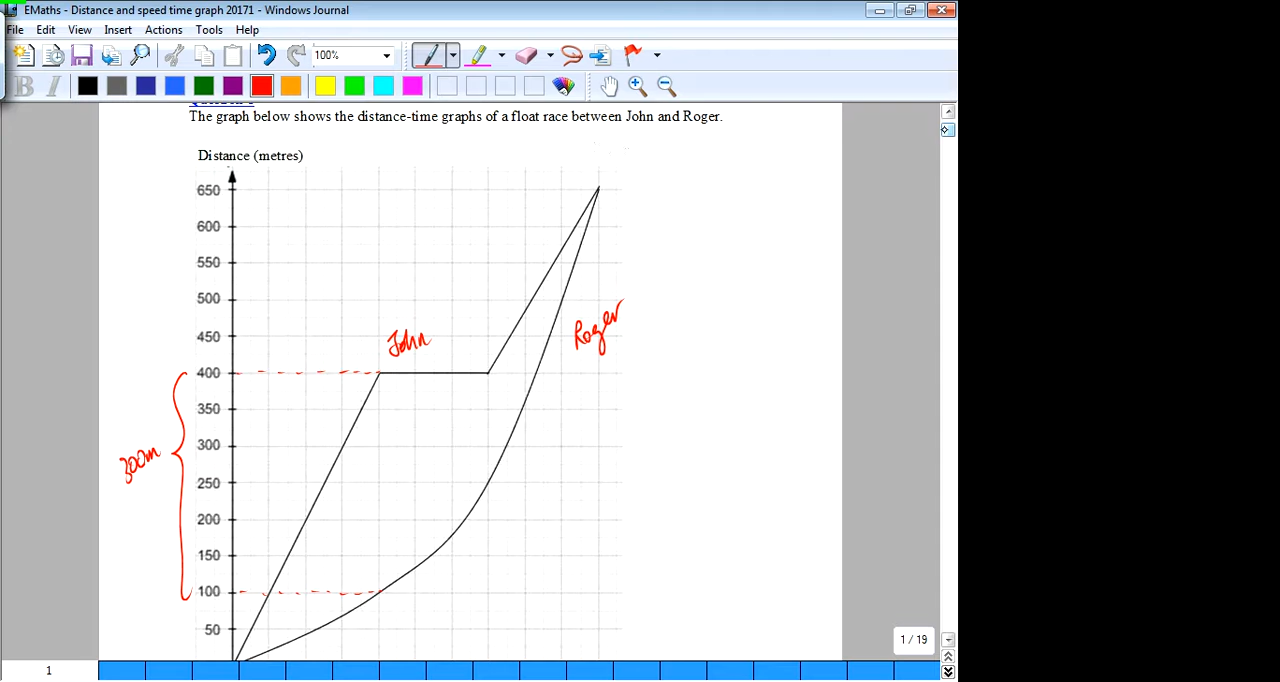 EMaths - Distance and speed time graph 20171 - Windows Journal
File Edit View Insert Actions Tools Help
100%
B I
The graph below shows the distance-time graphs of a float race between John and Roger.
Distance (metres)
650
600
550
500
450
400
350
300
250
200
150
100
50
John
Roger
300m
1 / 19
1